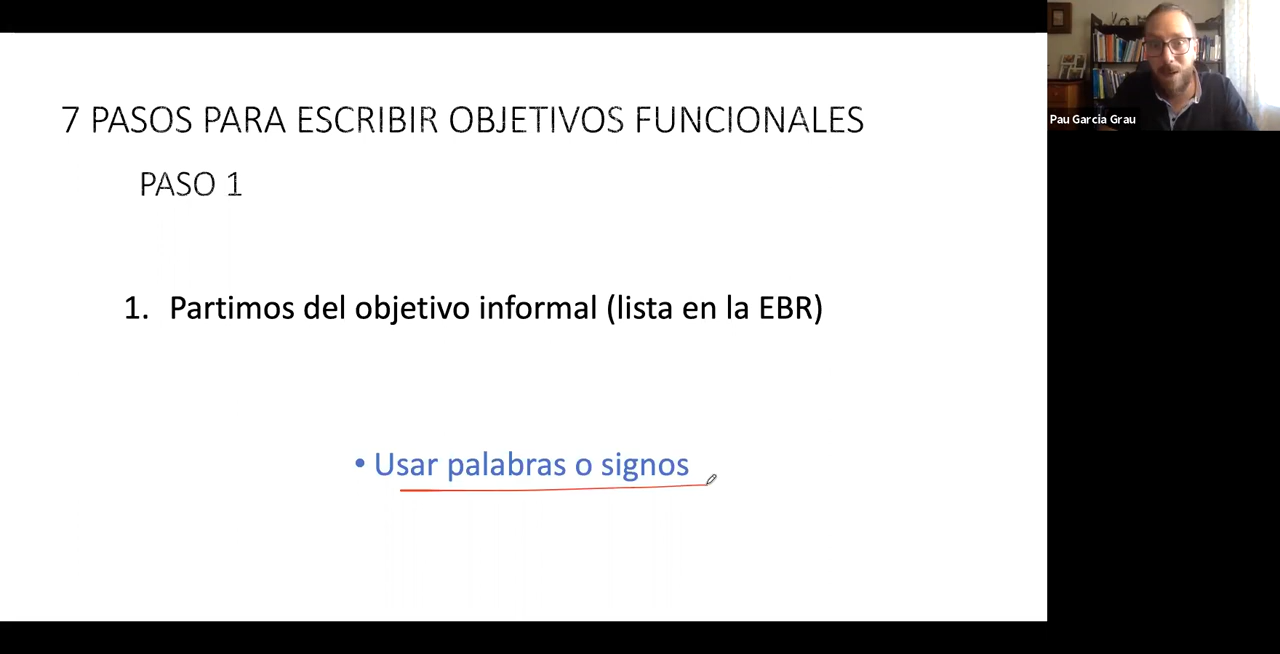 7 PASOS PARA ESCRIBIR OBJETIVOS FUNCIONALES
PASO 1
1. Partimos del objetivo informal (lista en la EBR)
• Usar palabras o signos
Pau García Grau